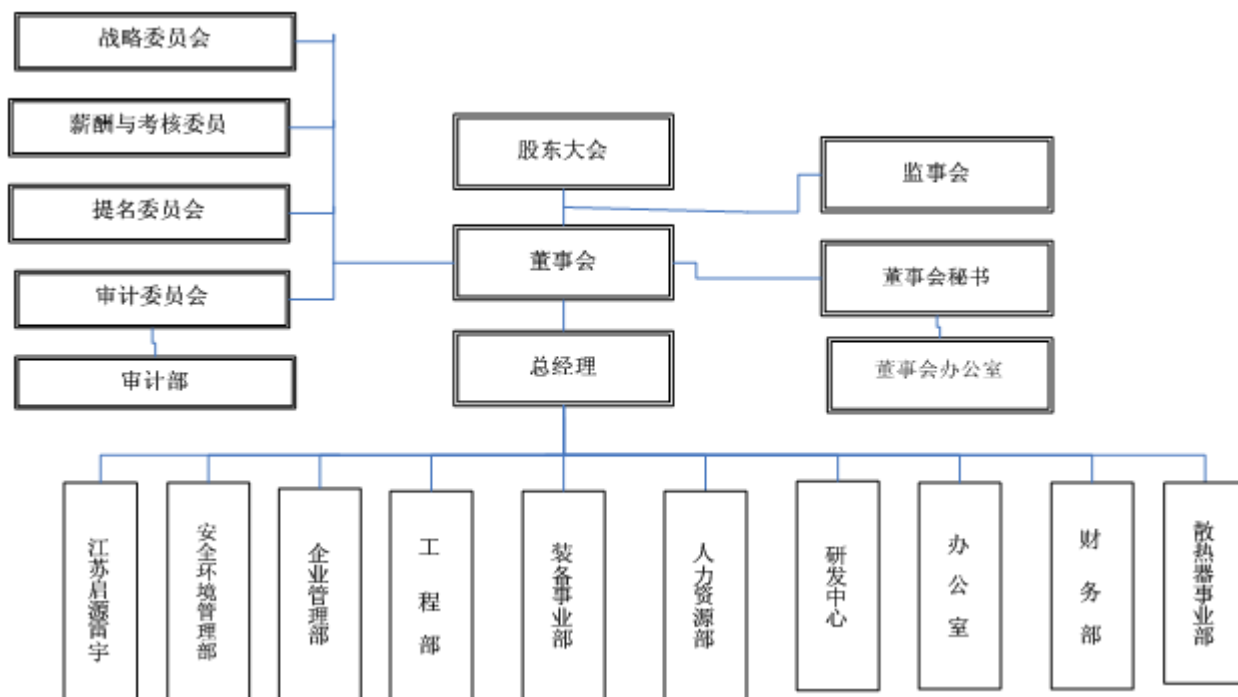 战略委员会
薪酬与考核委员
提名委员会
审计委员会
审计部
股东大会
董事会
总经理
监事会
董事会秘书
董事会办公室
江苏启源雷宇
安全环境管理部
企业管理部
工程部
装备事业部
人力资源部
研发中心
办公室
财务部
散热器事业部